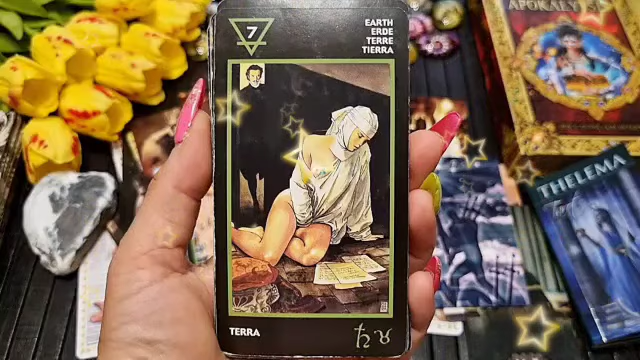 7
EARTH
ERDE
TERRE
TIERRA
TERRA
♄ ♉
APOKALYPSIS
THELEMA